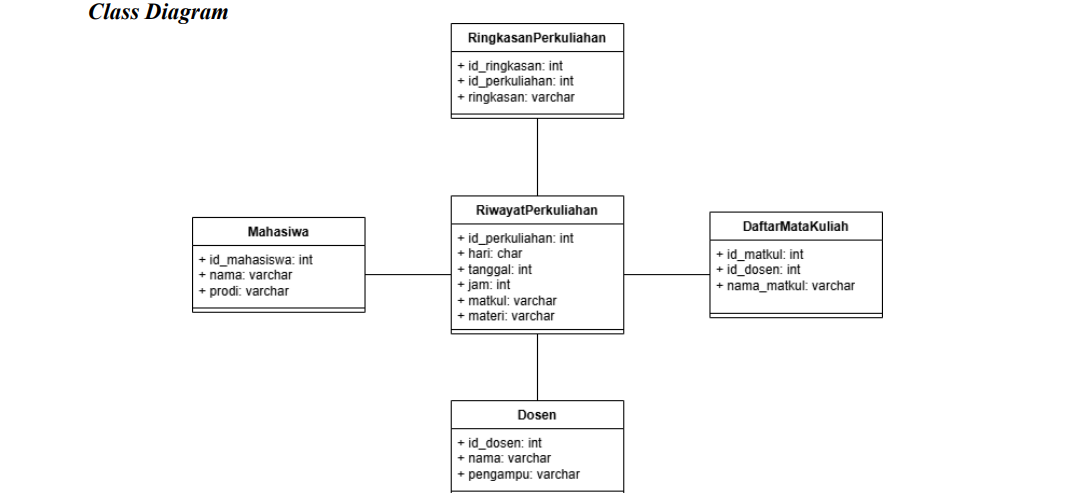 Class Diagram
RingkasanPerkuliahan
+ id_ringkasan: int
+ id_perkuliahan: int
+ ringkasan: varchar
Mahasiwa
+ id_mahasiswa: int
+ nama: varchar
+ prodi: varchar
RiwayatPerkuliahan
+ id_perkuliahan: int
+ hari: char
+ tanggal: int
+ jam: int
+ matkul: varchar
+ materi: varchar
DaftarMataKuliah
+ id_matkul: int
+ id_dosen: int
+ nama_matkul: varchar
Dosen
+ id_dosen: int
+ nama: varchar
+ pengampu: varchar